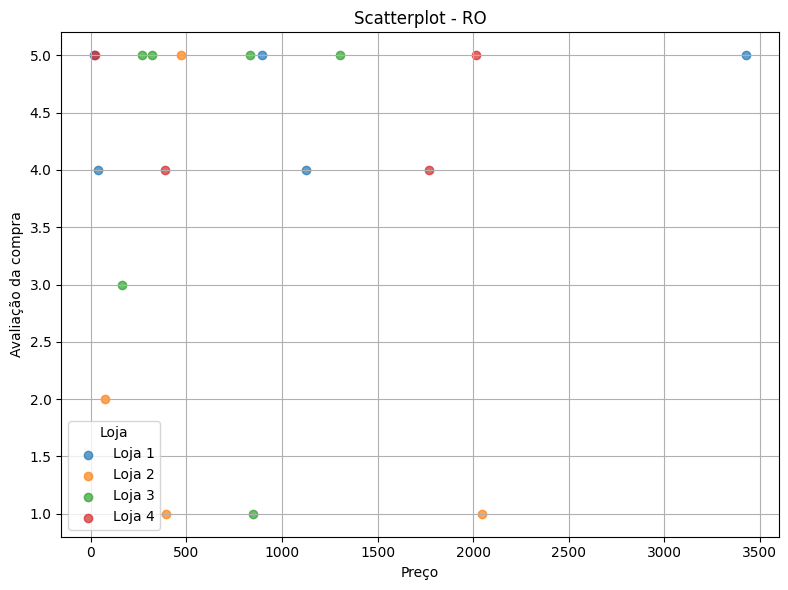 Scatterplot - RO
5.0
4.5
4.0
3.5
3.0
2.5
2.0
1.5
1.0
Avaliação da compra
Loja
Loja 1
Loja 2
Loja 3
Loja 4
0 500 1000 1500 2000 2500 3000 3500
Preço